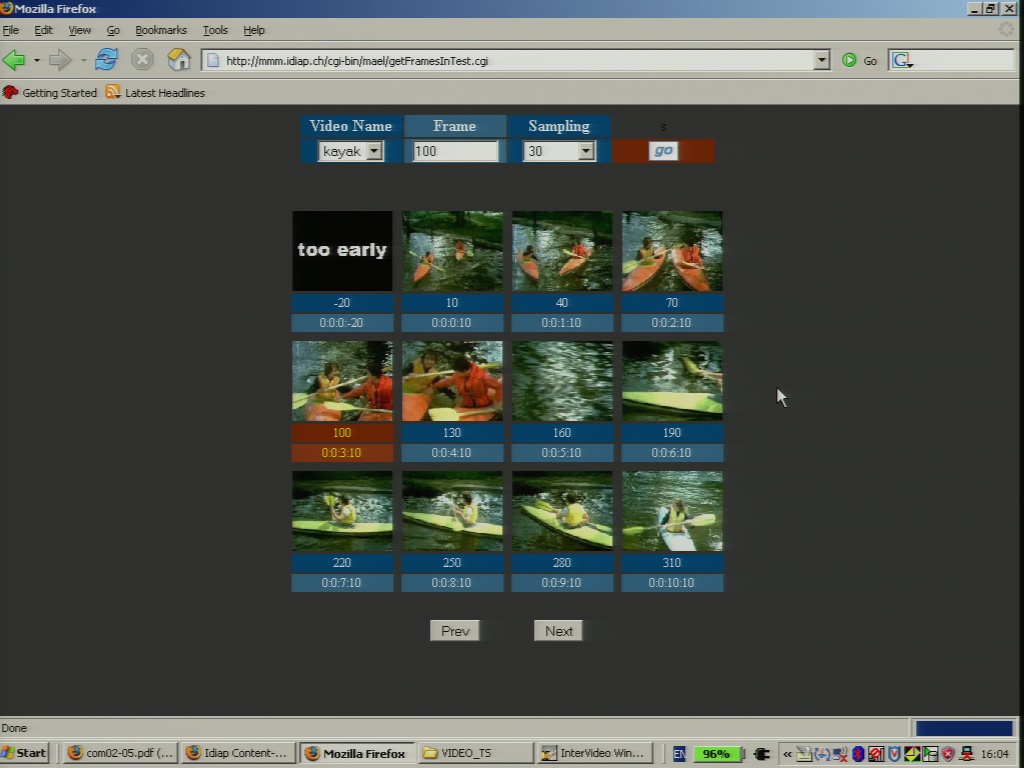 Mozilla Firefox
File Edit View Go Bookmarks Tools Help
http://mmm.idiap.ch/cgi-bin/mael/getFramesInTest.cgi Go G
Getting Started Latest Headlines
Video Name Frame Sampling s
kayak 100 30 go
too early
-20 10 40 70
0:0:0:-20 0:0:0:10 0:0:1:10 0:0:2:10
100 130 160 190
0:0:3:10 0:0:4:10 0:0:5:10 0:0:6:10
220 250 280 310
0:0:7:10 0:0:8:10 0:0:9:10 0:0:10:10
Prev Next
Done
Start com02-05.pdf (... Idiap Content-... Mozilla Firefox VIDEO_TS InterVideo Win... EN 96% « 16:04